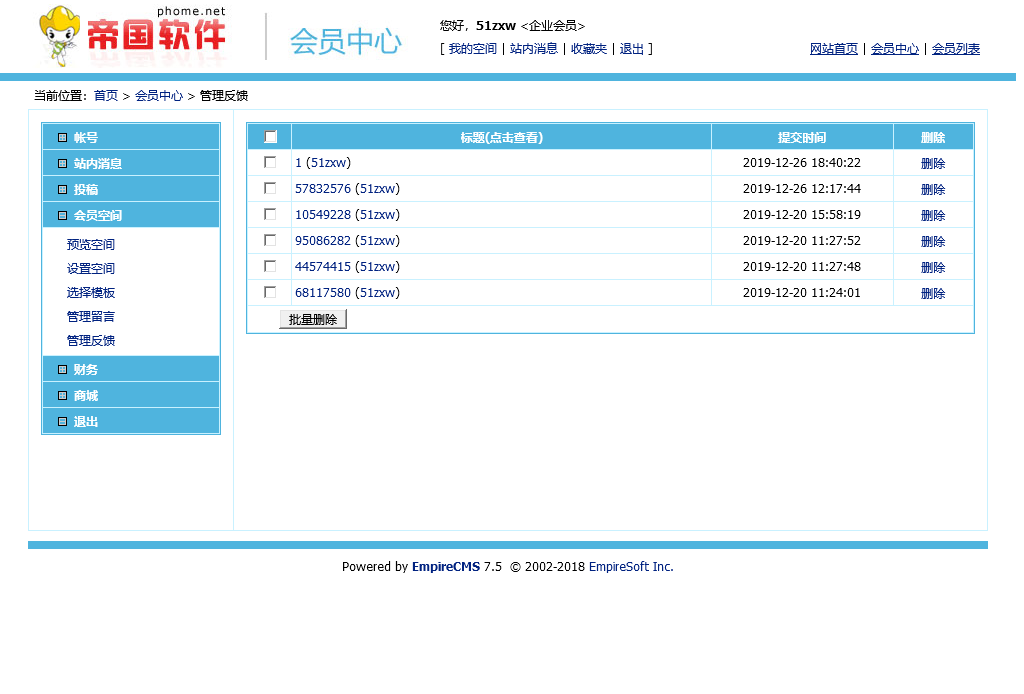 phome.net
帝国软件
会员中心
您好，51zxw <企业会员>
[ 我的空间 | 站内消息 | 收藏夹 | 退出 ]
网站首页 | 会员中心 | 会员列表
当前位置：首页 > 会员中心 > 管理反馈
帐号
站内消息
投稿
会员空间
预览空间
设置空间
选择模板
管理留言
管理反馈
财务
商城
退出
标题(点击查看) 提交时间 删除
1 (51zxw) 2019-12-26 18:40:22 删除
57832576 (51zxw) 2019-12-26 12:17:44 删除
10549228 (51zxw) 2019-12-20 15:58:19 删除
95086282 (51zxw) 2019-12-20 11:27:52 删除
44574415 (51zxw) 2019-12-20 11:27:48 删除
68117580 (51zxw) 2019-12-20 11:24:01 删除
批量删除
Powered by EmpireCMS 7.5 © 2002-2018 EmpireSoft Inc.